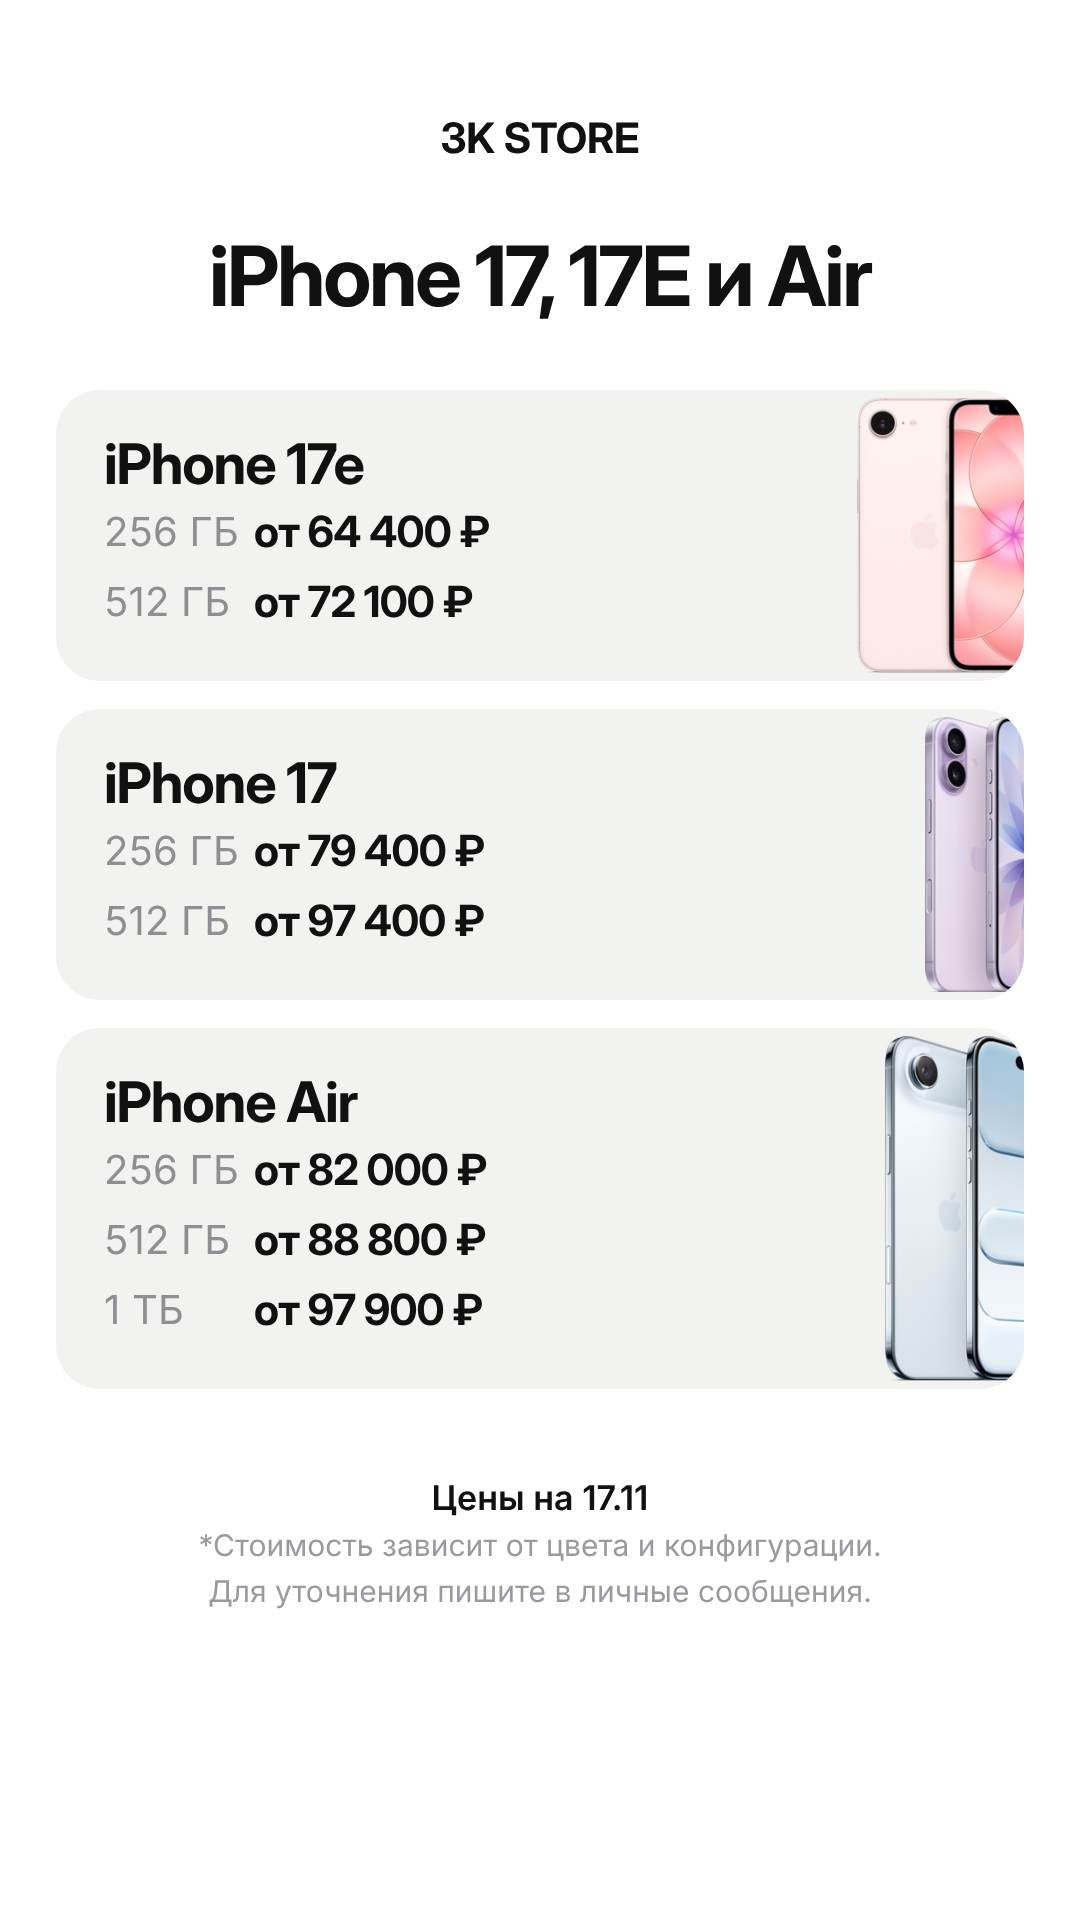 3K STORE
iPhone 17, 17E и Air
iPhone 17e
256 ГБ от 64 400 ₽
512 ГБ от 72 100 ₽
iPhone 17
256 ГБ от 79 400 ₽
512 ГБ от 97 400 ₽
iPhone Air
256 ГБ от 82 000 ₽
512 ГБ от 88 800 ₽
1 ТБ от 97 900 ₽
Цены на 17.11
*Стоимость зависит от цвета и конфигурации.
Для уточнения пишите в личные сообщения.